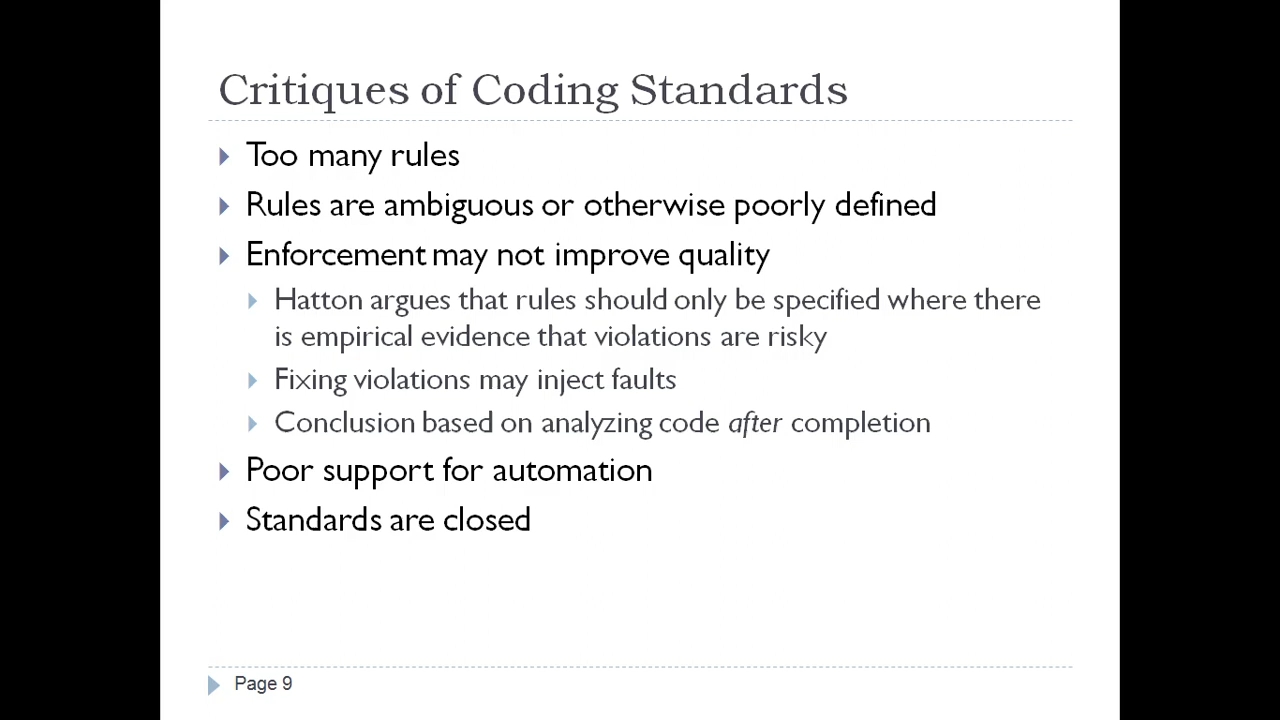 Critiques of Coding Standards
Too many rules
Rules are ambiguous or otherwise poorly defined
Enforcement may not improve quality
Hatton argues that rules should only be specified where there
is empirical evidence that violations are risky
Fixing violations may inject faults
Conclusion based on analyzing code after completion
Poor support for automation
Standards are closed
Page 9